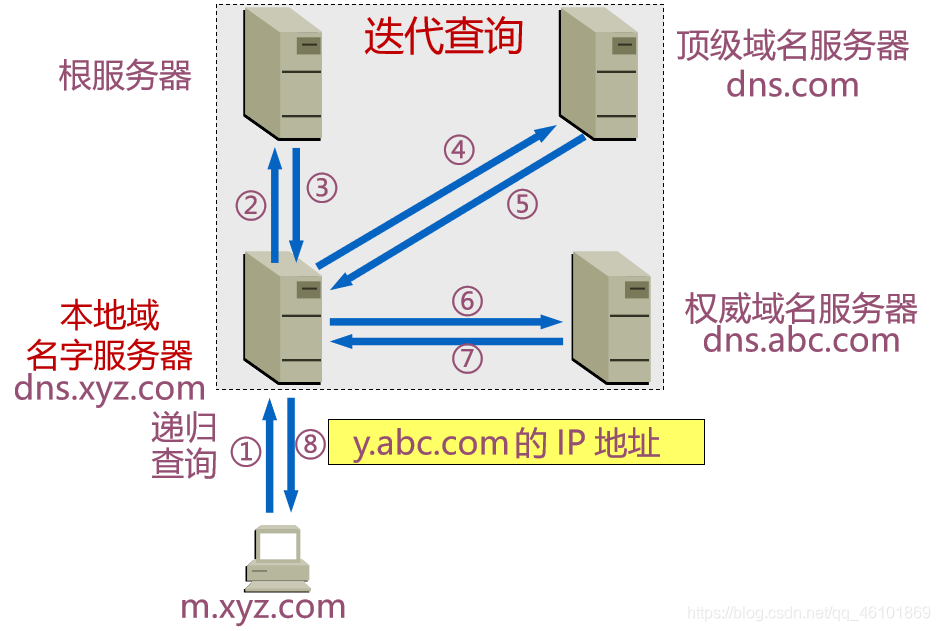 迭代查询
根服务器
顶级域名服务器
dns.com
④
③
②
⑤
⑥
⑦
本地域
名字服务器
dns.xyz.com
权威域名服务器
dns.abc.com
递归
查询
①
⑧
y.abc.com 的 IP 地址
m.xyz.com
https://blog.csdn.net/qq_46101869